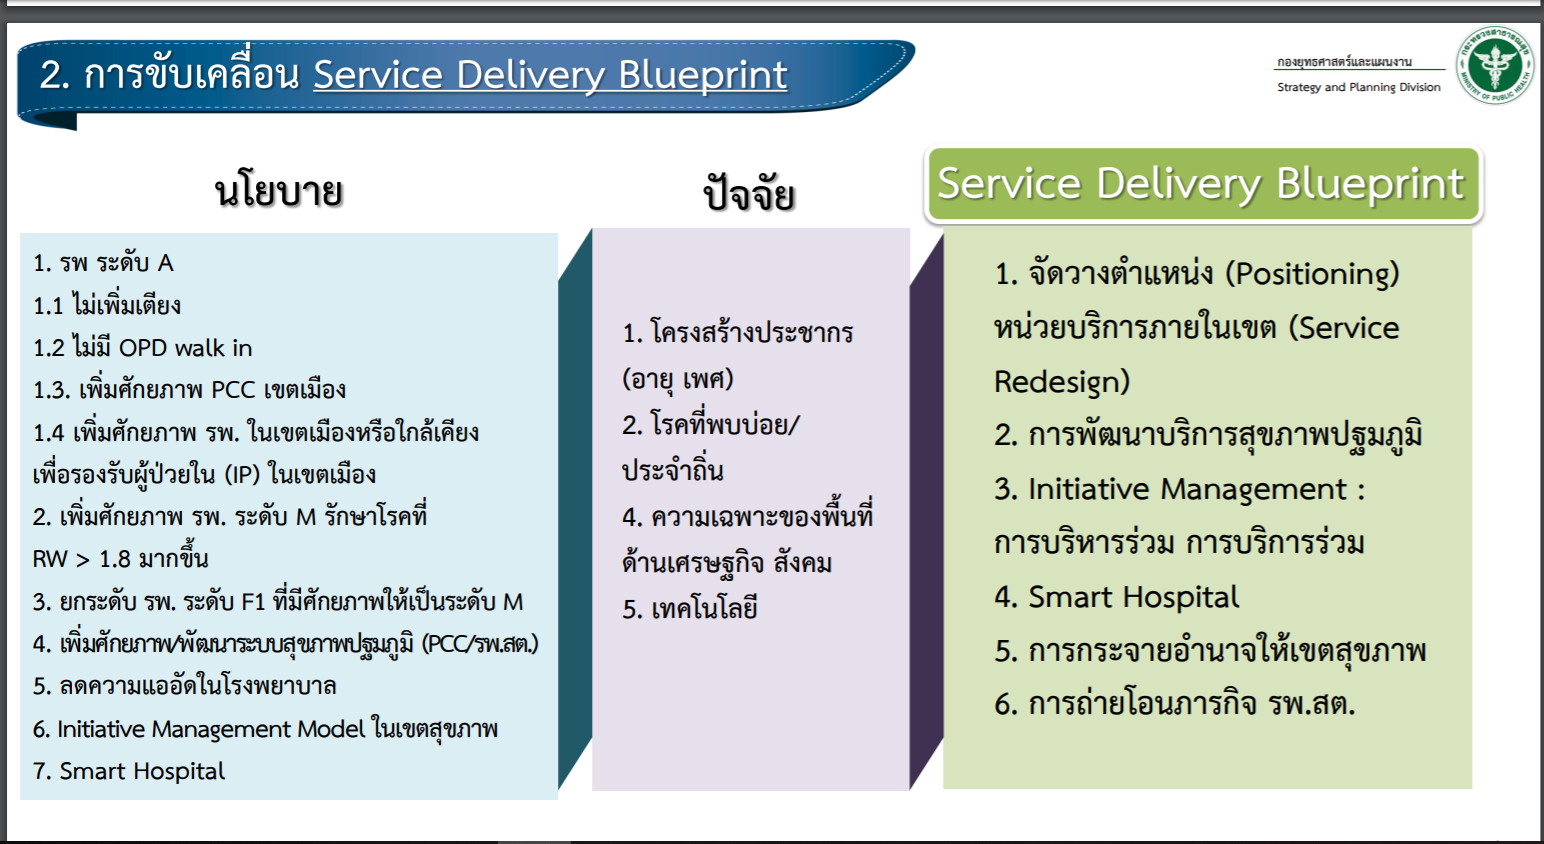 2. การขับเคลื่อน Service Delivery Blueprint
กองยุทธศาสตร์และแผนงาน
Strategy and Planning Division
กระทรวงสาธารณสุข
MINISTRY OF PUBLIC HEALTH
นโยบาย
1. รพ ระดับ A
1.1 ไม่เพิ่มเตียง
1.2 ไม่มี OPD walk in
1.3. เพิ่มศักยภาพ PCC เขตเมือง
1.4 เพิ่มศักยภาพ รพ. ในเขตเมืองหรือใกล้เคียง
เพื่อรองรับผู้ป่วยใน (IP) ในเขตเมือง
2. เพิ่มศักยภาพ รพ. ระดับ M รักษาโรคที่
RW > 1.8 มากขึ้น
3. ยกระดับ รพ. ระดับ F1 ที่มีศักยภาพให้เป็นระดับ M
4. เพิ่มศักยภาพ/พัฒนาระบบสุขภาพปฐมภูมิ (PCC/รพ.สต.)
5. ลดความแออัดในโรงพยาบาล
6. Initiative Management Model ในเขตสุขภาพ
7. Smart Hospital
ปัจจัย
1. โครงสร้างประชากร
(อายุ เพศ)
2. โรคที่พบบ่อย/
ประจำถิ่น
4. ความเฉพาะของพื้นที่
ด้านเศรษฐกิจ สังคม
5. เทคโนโลยี
Service Delivery Blueprint
1. จัดวางตำแหน่ง (Positioning)
หน่วยบริการภายในเขต (Service
Redesign)
2. การพัฒนาบริการสุขภาพปฐมภูมิ
3. Initiative Management :
การบริหารร่วม การบริการร่วม
4. Smart Hospital
5. การกระจายอำนาจให้เขตสุขภาพ
6. การถ่ายโอนภารกิจ รพ.สต.